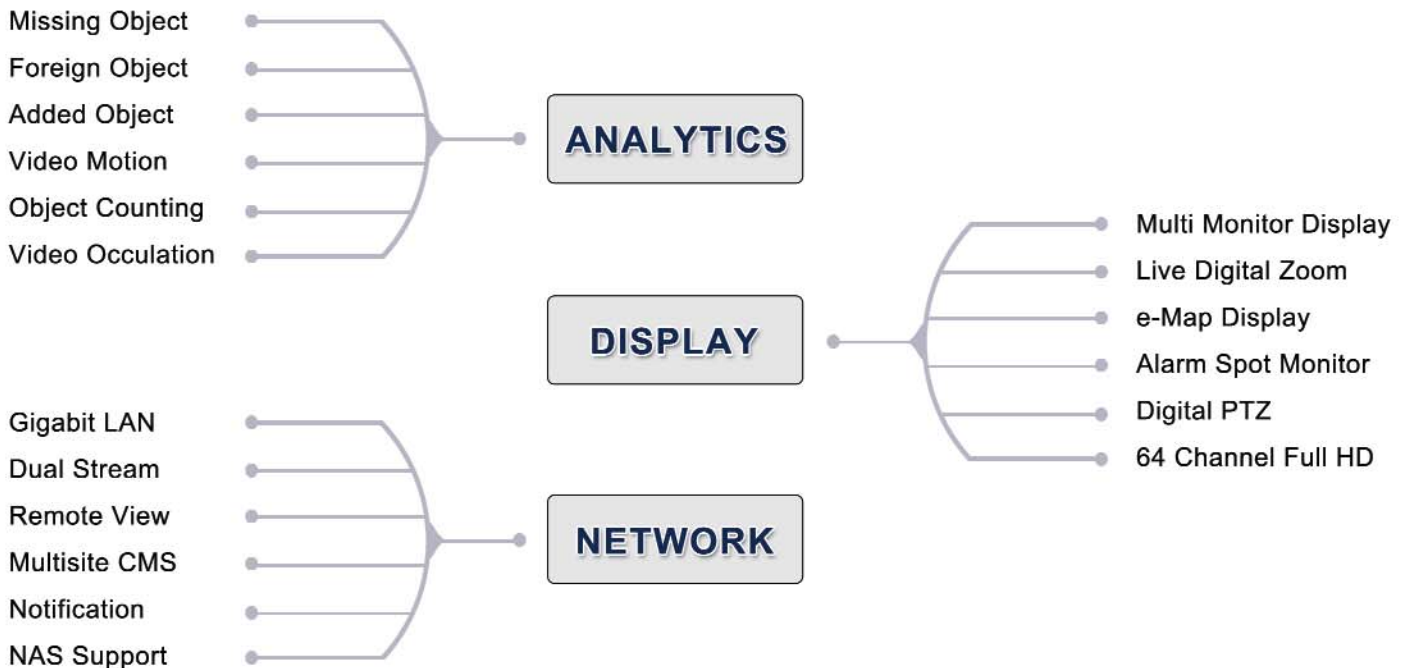 Missing Object
Foreign Object
Added Object
Video Motion
Object Counting
Video Occulation
ANALYTICS
DISPLAY
Multi Monitor Display
Live Digital Zoom
e-Map Display
Alarm Spot Monitor
Digital PTZ
64 Channel Full HD
Gigabit LAN
Dual Stream
Remote View
Multisite CMS
Notification
NAS Support
NETWORK